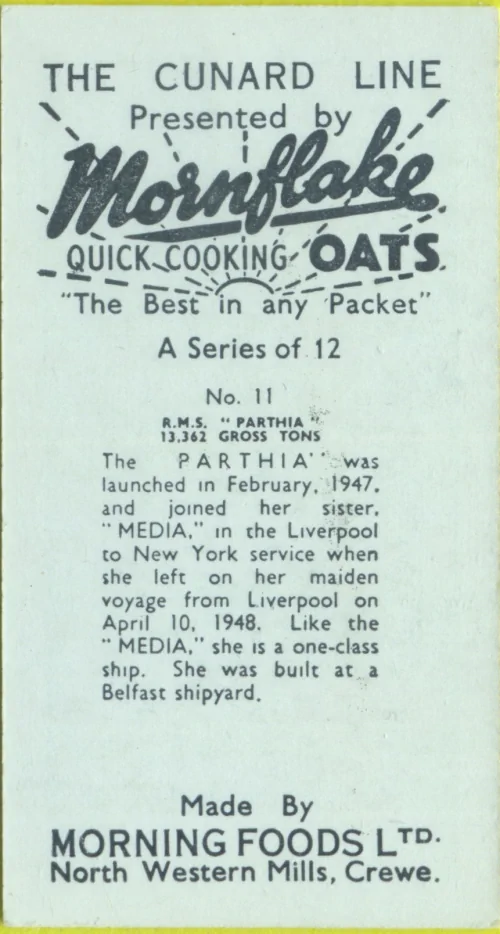 THE CUNARD LINE
Presented by
Mornflake
QUICK COOKING OATS.
"The Best in any Packet"
A Series of 12
No. 11
R.M.S. "PARTHIA"
13,362 GROSS TONS
The PARTHIA" was
launched in February, 1947,
and joined her sister,
"MEDIA," in the Liverpool
to New York service when
she left on her maiden
voyage from Liverpool on
April 10, 1948. Like the
"MEDIA," she is a one-class
ship. She was built at a
Belfast shipyard.
Made By
MORNING FOODS LTD.
North Western Mills, Crewe.